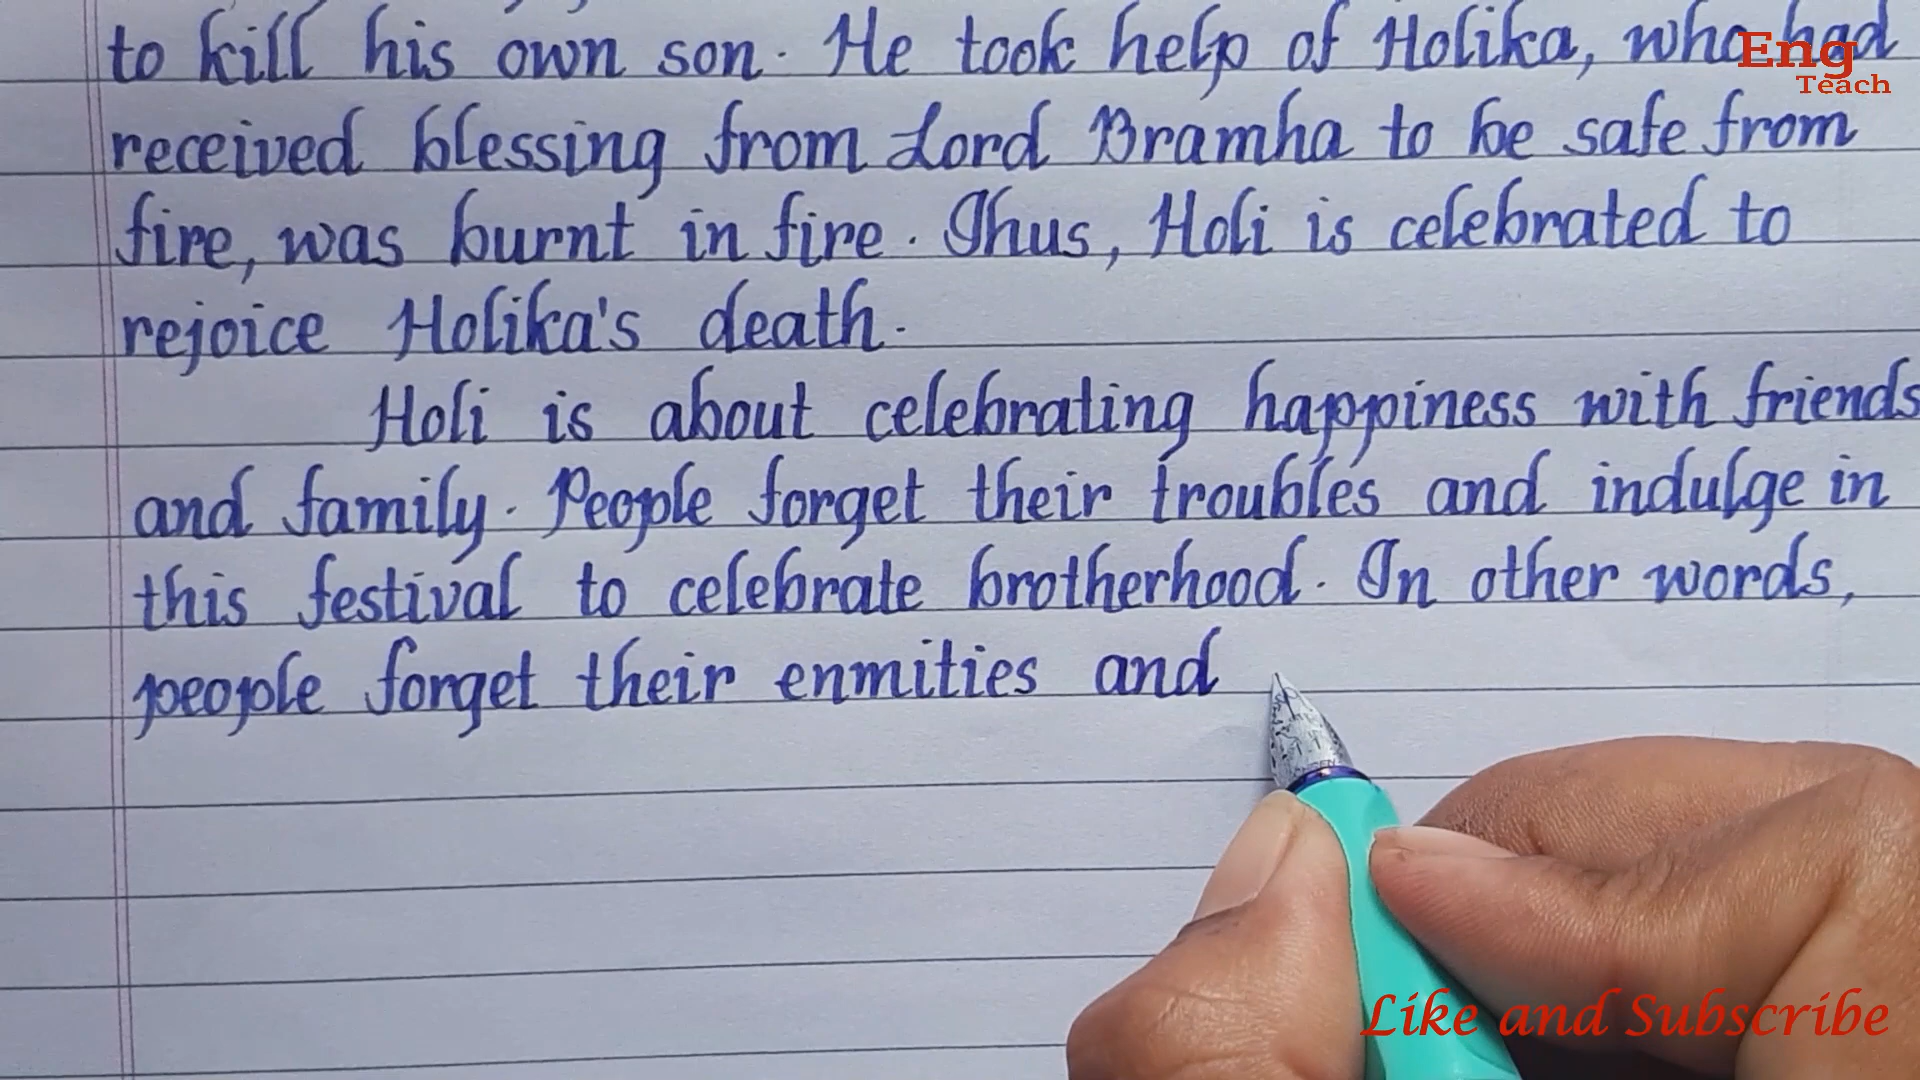 to kill his own son. He took help of Holika, who had
Eng
Teach
received blessing from Lord Bramha to be safe from
fire, was burnt in fire. Thus, Holi is celebrated to
rejoice Holika's death.
Holi is about celebrating happiness with friends
and family. People forget their troubles and indulge in
this festival to celebrate brotherhood. In other words,
people forget their enmities and
Like and Subscribe